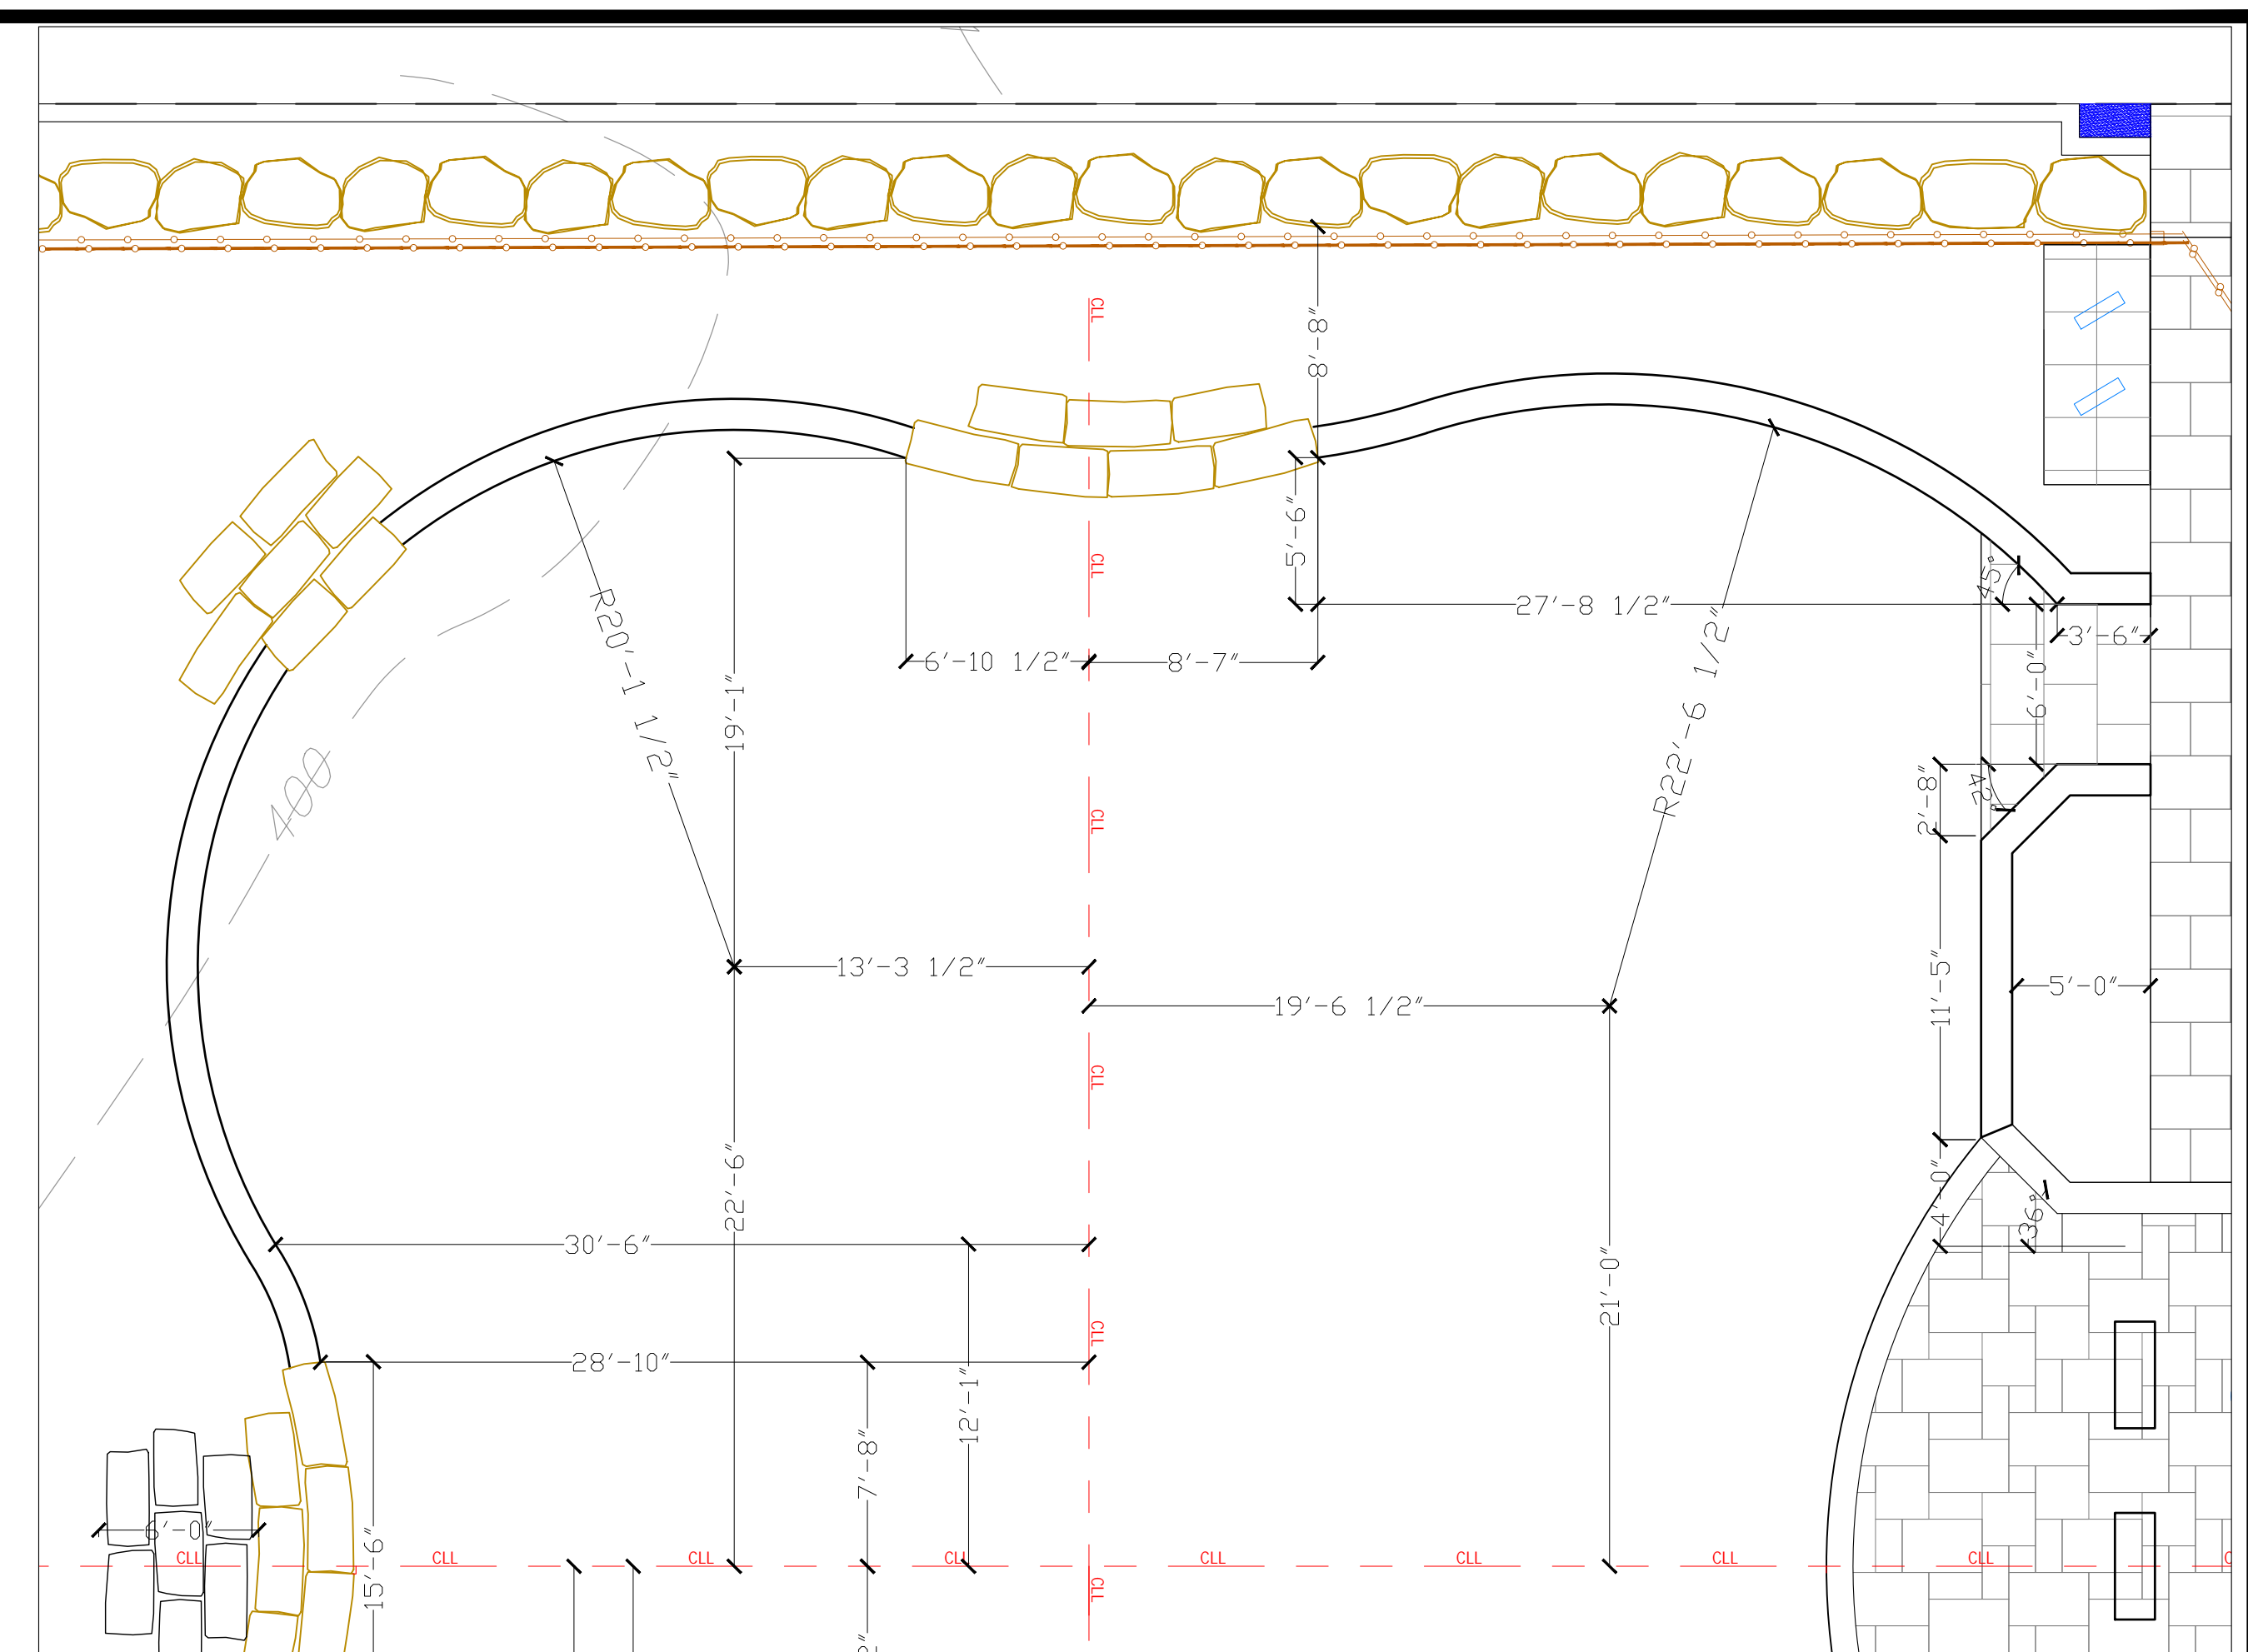 CLL
8'-8"
CLL
5'-6"
45°
27'-8 1/2"
3'-6"
R20'-1 1/2"
6'-10 1/2"
8'-7"
R22'-6 1/2"
6'-0"
19'-1"
400
2'-8"
42°
CLL
13'-3 1/2"
11'-5"
5'-0"
19'-6 1/2"
CLL
22'-6"
4'-0"
36°
30'-6"
21'-0"
CLL
28'-10"
12'-1"
7'-8"
6'-0"
15'-6"
CLL
CLL
CLL
CLL
CLL
CLL
CLL
CLL
CLL